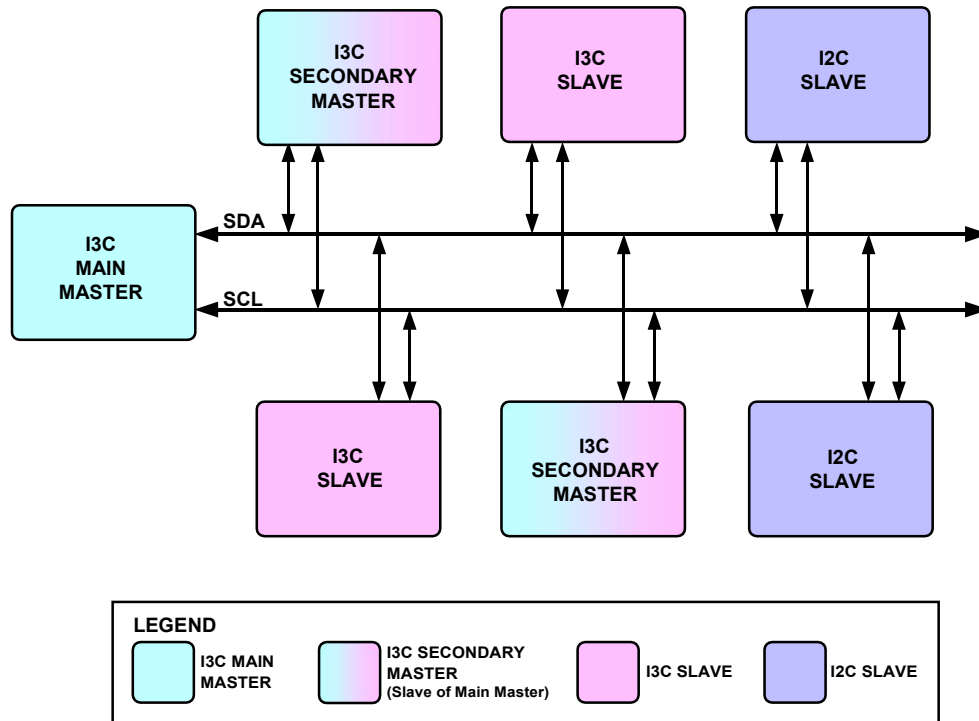 I3C
SECONDARY
MASTER
I3C
SLAVE
I2C
SLAVE
I3C
MAIN
MASTER
SDA
SCL
I3C
SLAVE
I3C
SECONDARY
MASTER
I2C
SLAVE
LEGEND
I3C MAIN
MASTER
I3C SECONDARY
MASTER
(Slave of Main Master)
I3C SLAVE
I2C SLAVE